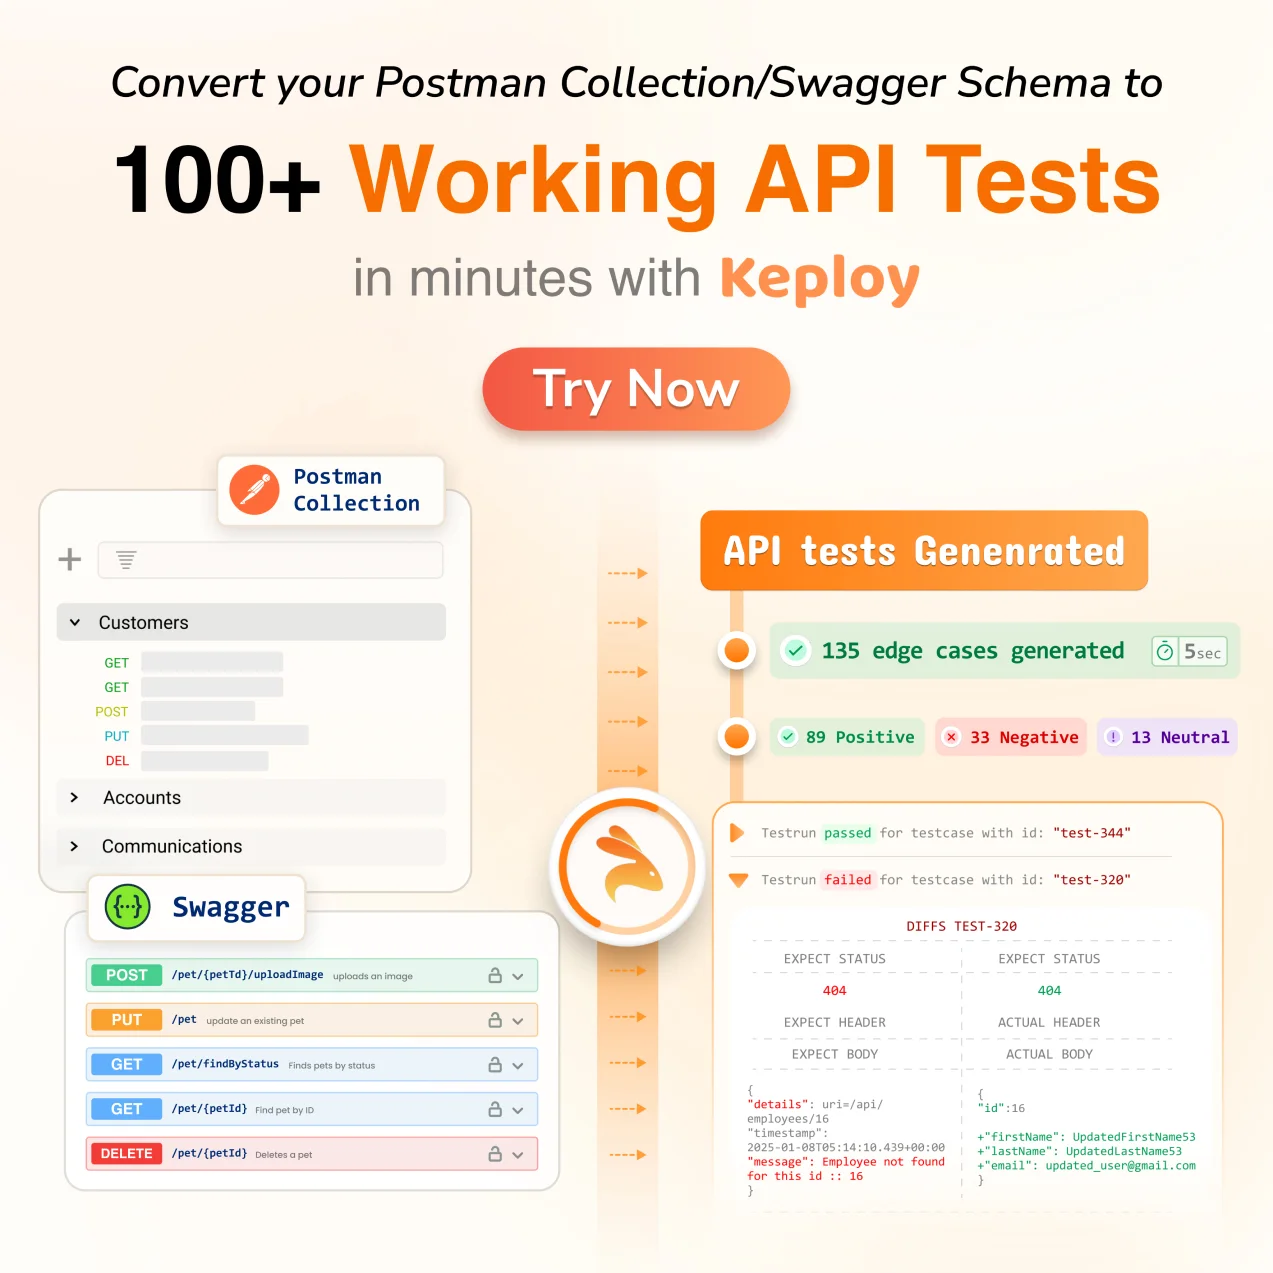 Convert your Postman Collection/Swagger Schema to
100+ Working API Tests
in minutes with Keploy
Try Now
Postman
Collection
Customers
GET
GET
POST
PUT
DEL
Accounts
Communications
Swagger
POST /pet/{petTd}/uploadImage uploads an image
PUT /pet update an existing pet
GET /pet/findByStatus Finds pets by status
GET /pet/{petId} Find pet by ID
DELETE /pet/{petId} Deletes a pet
API tests Genenrated
135 edge cases generated 5sec
89 Positive 33 Negative 13 Neutral
Testrun passed for testcase with id: "test-344"
Testrun failed for testcase with id: "test-320"
DIFFS TEST-320
EXPECT STATUS EXPECT STATUS
404 404
EXPECT HEADER ACTUAL HEADER
EXPECT BODY ACTUAL BODY
{
"details": uri=/api/
employees/16
"timestamp":
2025-01-08T05:14:10.439+00:00
"message": Employee not found
for this id :: 16
}
{
"id":16
+"firstName": UpdatedFirstName53
+"lastName": UpdatedLastName53
+"email": updated_user@gmail.com
}